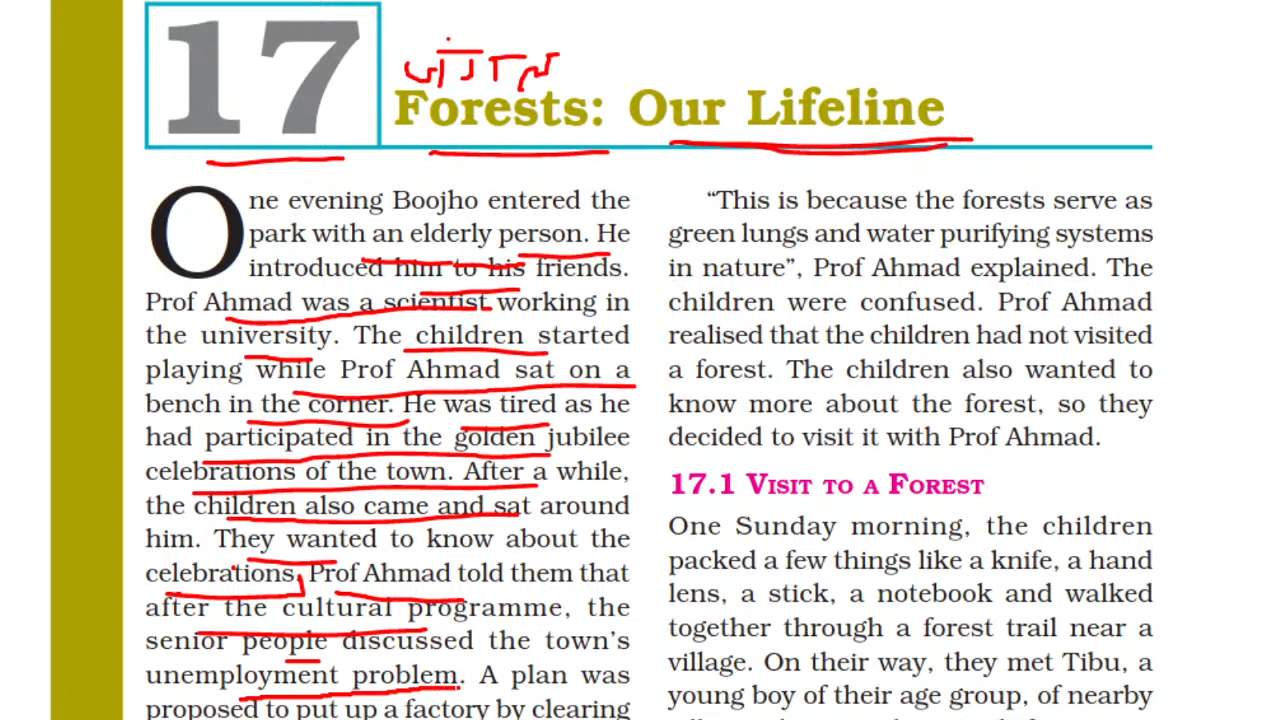 17
Forests: Our Lifeline
One evening Boojho entered the
park with an elderly person. He
introduced him to his friends.
Prof Ahmad was a scientist working in
the university. The children started
playing while Prof Ahmad sat on a
bench in the corner. He was tired as he
had participated in the golden jubilee
celebrations of the town. After a while,
the children also came and sat around
him. They wanted to know about the
celebrations. Prof Ahmad told them that
after the cultural programme, the
senior people discussed the town’s
unemployment problem. A plan was
proposed to put up a factory by clearing
“This is because the forests serve as
green lungs and water purifying systems
in nature”, Prof Ahmad explained. The
children were confused. Prof Ahmad
realised that the children had not visited
a forest. The children also wanted to
know more about the forest, so they
decided to visit it with Prof Ahmad.
17.1 VISIT TO A FOREST
One Sunday morning, the children
packed a few things like a knife, a hand
lens, a stick, a notebook and walked
together through a forest trail near a
village. On their way, they met Tibu, a
young boy of their age group, of nearby